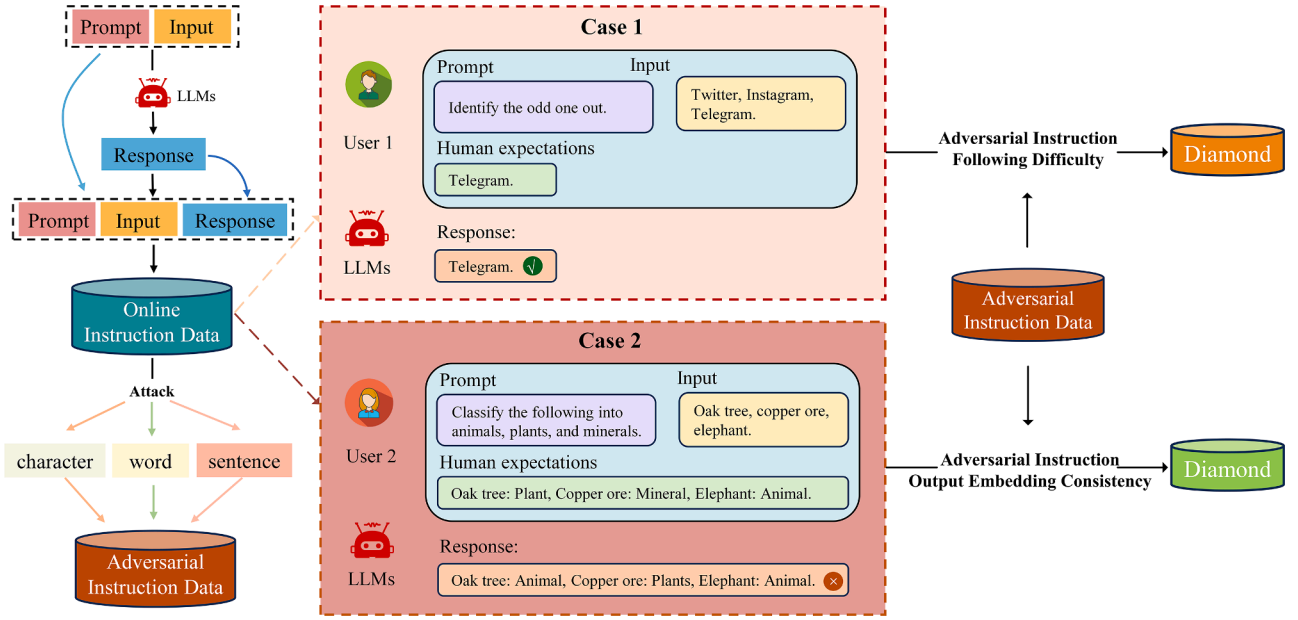 Prompt
Input
LLMs
Response
Prompt
Input
Response
Online
Instruction Data
Attack
character
word
sentence
Adversarial
Instruction Data
Case 1
User 1
Prompt
Input
Identify the odd one out.
Twitter, Instagram,
Telegram.
Human expectations
Telegram.
LLMs
Response:
Telegram. √
Case 2
User 2
Prompt
Input
Classify the following into
animals, plants, and minerals.
Oak tree, copper ore,
elephant.
Human expectations
Oak tree: Plant, Copper ore: Mineral, Elephant: Animal.
LLMs
Response:
Oak tree: Animal, Copper ore: Plants, Elephant: Animal. ×
Adversarial Instruction
Following Difficulty
Diamond
Adversarial
Instruction Data
Adversarial Instruction
Output Embedding Consistency
Diamond